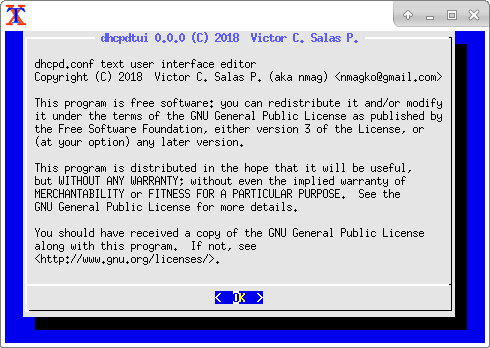 dhcpdtui 0.0.0 (C) 2018  Victor C. Salas P.
dhcpd.conf text user interface editor
Copyright (C) 2018  Victor C. Salas P. (aka nmag) <nmagko@gmail.com>
This program is free software: you can redistribute it and/or modify
it under the terms of the GNU General Public License as published by
the Free Software Foundation, either version 3 of the License, or
(at your option) any later version.
This program is distributed in the hope that it will be useful,
but WITHOUT ANY WARRANTY; without even the implied warranty of
MERCHANTABILITY or FITNESS FOR A PARTICULAR PURPOSE.  See the
GNU General Public License for more details.
You should have received a copy of the GNU General Public License
along with this program.  If not, see
<http://www.gnu.org/licenses/>.
<  OK  >